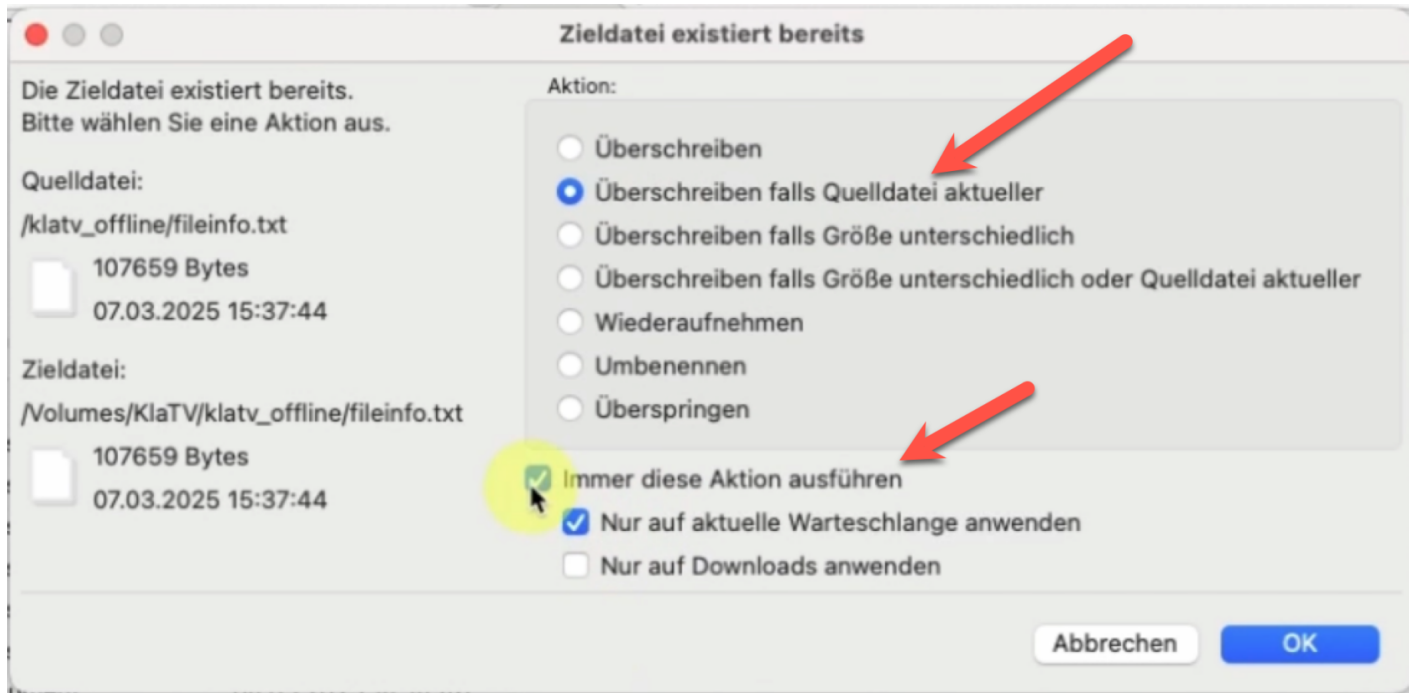 Zieldatei existiert bereits
Die Zieldatei existiert bereits.
Bitte wählen Sie eine Aktion aus.
Quelldatei:
/klatv_offline/fileinfo.txt
107659 Bytes
07.03.2025 15:37:44
Zieldatei:
/Volumes/KlaTV/klatv_offline/fileinfo.txt
107659 Bytes
07.03.2025 15:37:44
Aktion:
Überschreiben
Überschreiben falls Quelldatei aktueller
Überschreiben falls Größe unterschiedlich
Überschreiben falls Größe unterschiedlich oder Quelldatei aktueller
Wiederaufnehmen
Umbenennen
Überspringen
Immer diese Aktion ausführen
Nur auf aktuelle Warteschlange anwenden
Nur auf Downloads anwenden
Abbrechen
OK